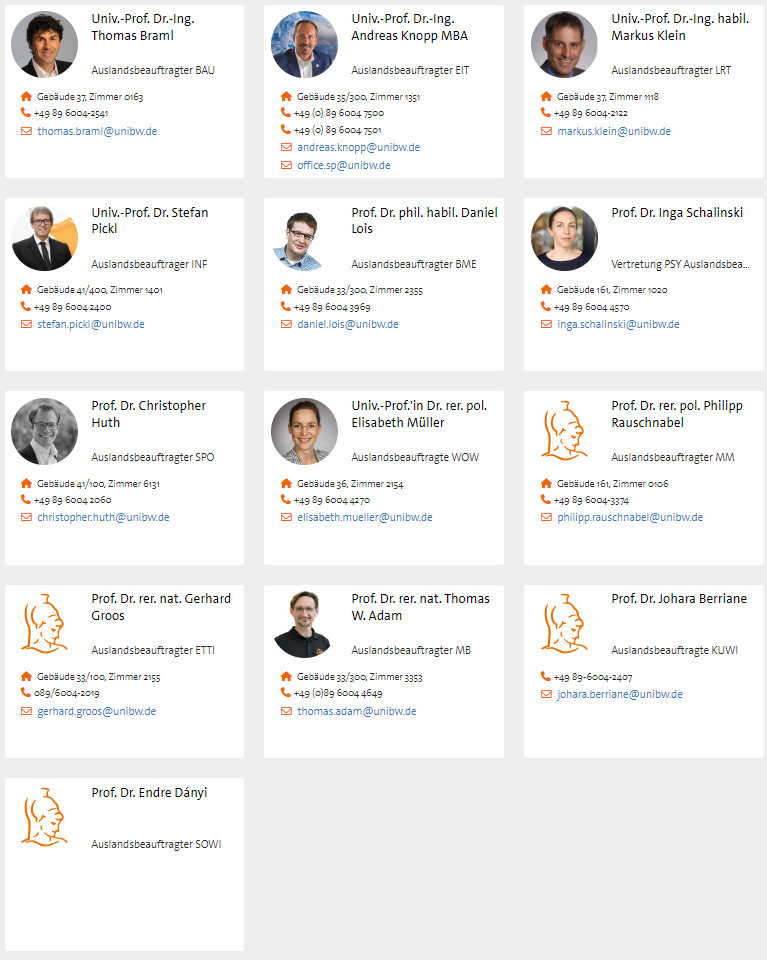 Univ.-Prof. Dr.-Ing.
Thomas Braml
Auslandsbeauftragter BAU
Gebäude 37, Zimmer 0163
+49 89 6004-2541
thomas.braml@unibw.de
Univ.-Prof. Dr.-Ing.
Andreas Knopp MBA
Auslandsbeauftragter EIT
Gebäude 35/300, Zimmer 1351
+49 (0) 89 6004 7500
+49 (0) 89 6004 7501
andreas.knopp@unibw.de
office.sp@unibw.de
Univ.-Prof. Dr.-Ing. habil.
Markus Klein
Auslandsbeauftragter LRT
Gebäude 37, Zimmer 1118
+49 89 6004-2122
markus.klein@unibw.de
Univ.-Prof. Dr. Stefan
Pickl
Auslandsbeauftrager INF
Gebäude 41/400, Zimmer 1401
+49 89 6004 2400
stefan.pickl@unibw.de
Prof. Dr. phil. habil. Daniel
Lois
Auslandsbeauftragter BME
Gebäude 33/300, Zimmer 2355
+49 89 6004 3969
daniel.lois@unibw.de
Prof. Dr. Inga Schalinski
Vertretung PSY Auslandsbea...
Gebäude 161, Zimmer 1020
+49 89 6004 4570
inga.schalinski@unibw.de
Prof. Dr. Christopher
Huth
Auslandsbeauftragter SPO
Gebäude 41/100, Zimmer 6131
+49 89 6004 2060
christopher.huth@unibw.de
Univ.-Prof.'in Dr. rer. pol.
Elisabeth Müller
Auslandsbeauftragte WOW
Gebäude 36, Zimmer 2154
+49 89 6004 4270
elisabeth.mueller@unibw.de
Prof. Dr. rer. pol. Philipp
Rauschnabel
Auslandsbeauftragter MM
Gebäude 161, Zimmer 0106
+49 89 6004-3374
philipp.rauschnabel@unibw.de
Prof. Dr. rer. nat. Gerhard
Groos
Auslandsbeauftragter ETTI
Gebäude 33/100, Zimmer 2155
089/6004-2019
gerhard.groos@unibw.de
Prof. Dr. rer. nat. Thomas
W. Adam
Auslandsbeauftragter MB
Gebäude 33/300, Zimmer 3353
+49 (0)89 6004 4649
thomas.adam@unibw.de
Prof. Dr. Johara Berriane
Auslandsbeauftragte KUWI
+49 89-6004-2407
johara.berriane@unibw.de
Prof. Dr. Endre Dányi
Auslandsbeauftragter SOWI